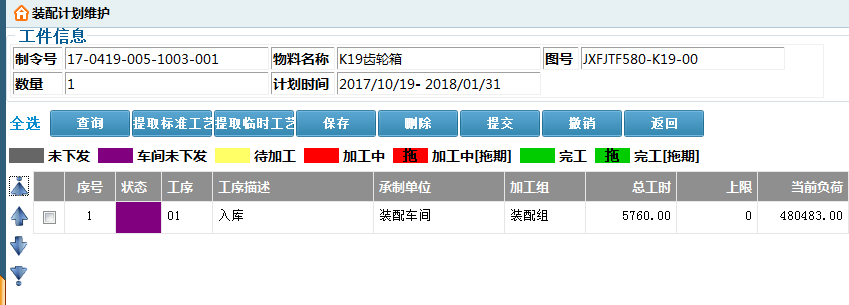 装配计划维护
工件信息
制令号 17-0419-005-1003-001 物料名称 K19齿轮箱 图号 JXFJTF580-K19-00
数量 1 计划时间 2017/10/19- 2018/01/31
全选 查询 提取标准工艺 提取临时工艺 保存 删除 提交 撤销 返回
未下发 车间未下发 待加工 加工中 拖 加工中[拖期] 完工 拖 完工[拖期]
序号 状态 工序 工序描述 承制单位 加工组 总工时 上限 当前负荷
1 01 入库 装配车间 装配组 5760.00 0 480483.00